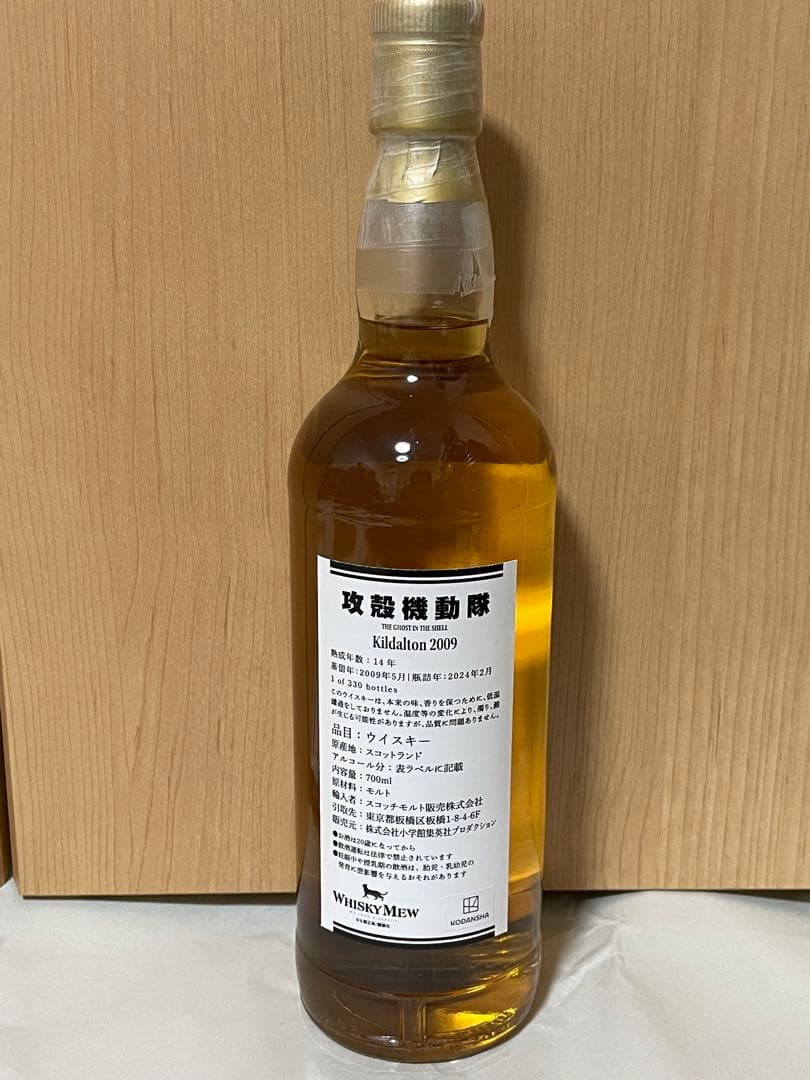 攻殻機動隊
THE GHOST IN THE SHELL
Kildalton 2009
熟成年数：14年
蒸留年：2009年5月|瓶詰年：2024年2月
1 of 330 bottles
このウイスキーは、本来の味、香りを保つために、低温
濾過をしておりません。温度等の変化により、濁り、澱
が生じる可能性がありますが、品質に問題ありません。
品目：ウイスキー
原産地：スコットランド
アルコール分：表ラベルに記載
内容量：700ml
原材料：モルト
輸入者：スコッチモルト販売株式会社
引取先：東京都板橋区板橋1-8-4-6F
販売元：株式会社小学館集英社プロダクション
●お酒は20歳になってから
●飲酒運転は法律で禁止されています
●妊娠中や授乳期の飲酒は、胎児・乳幼児の
発育に悪影響を与えるおそれがあります
WHISKY MEW
KODANSHA